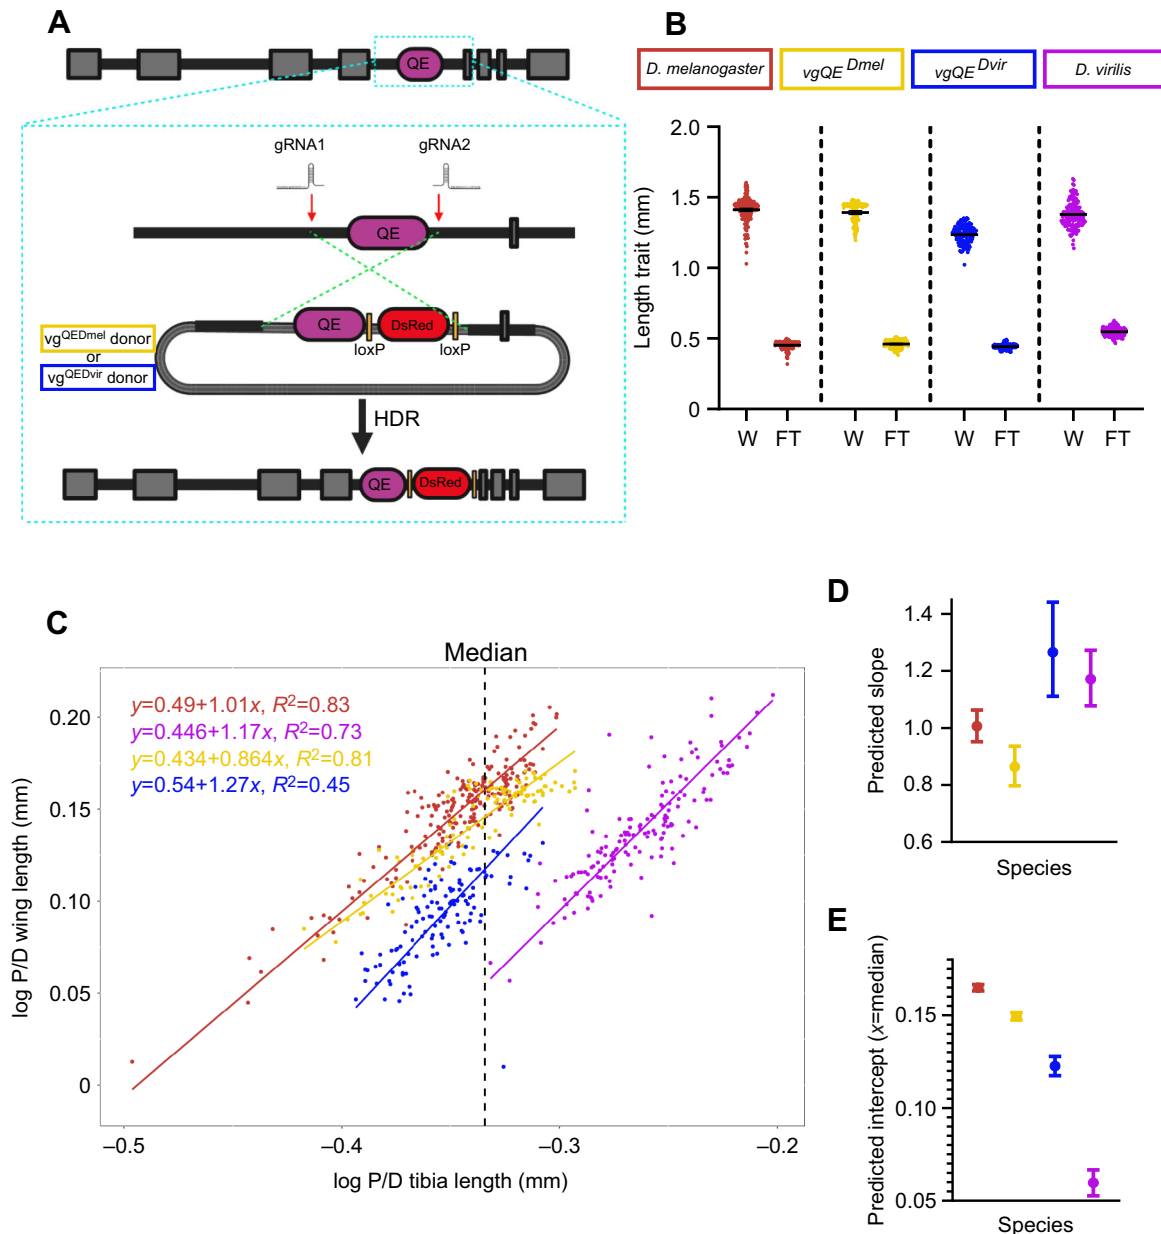 A
QE
gRNA1 gRNA2
QE
QE DsRed
loxP loxP
vgQEDmel donor
or
vgQEDvir donor
HDR
QE DsRed
B
D. melanogaster vgQE Dmel vgQE Dvir D. virilis
Length trait (mm)
2.0
1.5
1.0
0.5
0
W FT W FT W FT W FT
C
Median
y=0.49+1.01x, R2=0.83
y=0.446+1.17x, R2=0.73
y=0.434+0.864x, R2=0.81
y=0.54+1.27x, R2=0.45
log P/D wing length (mm)
0.20
0.15
0.10
0.05
0
–0.5 –0.4 –0.3 –0.2
log P/D tibia length (mm)
D
Predicted slope
1.4
1.2
1.0
0.8
0.6
Species
E
Predicted intercept (x=median)
0.15
0.10
0.05
Species